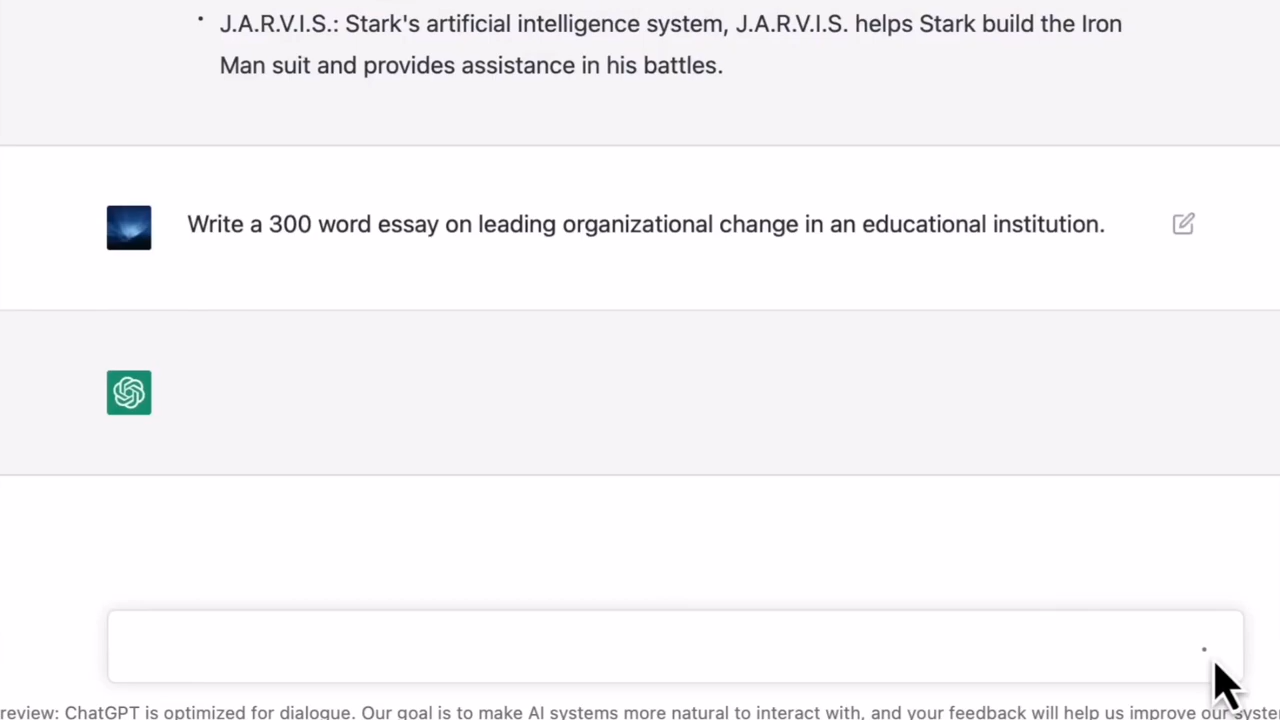 J.A.R.V.I.S.: Stark's artificial intelligence system, J.A.R.V.I.S. helps Stark build the Iron
Man suit and provides assistance in his battles.
Write a 300 word essay on leading organizational change in an educational institution.
review: ChatGPT is optimized for dialogue. Our goal is to make AI systems more natural to interact with, and your feedback will help us improve our syste